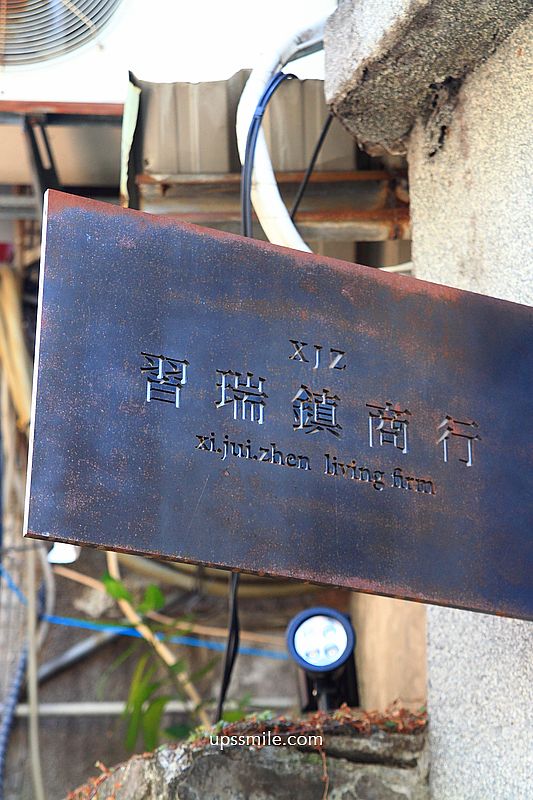 XJZ
習瑞鎮商行
xi.jui.zhen living firm
upssmile.com